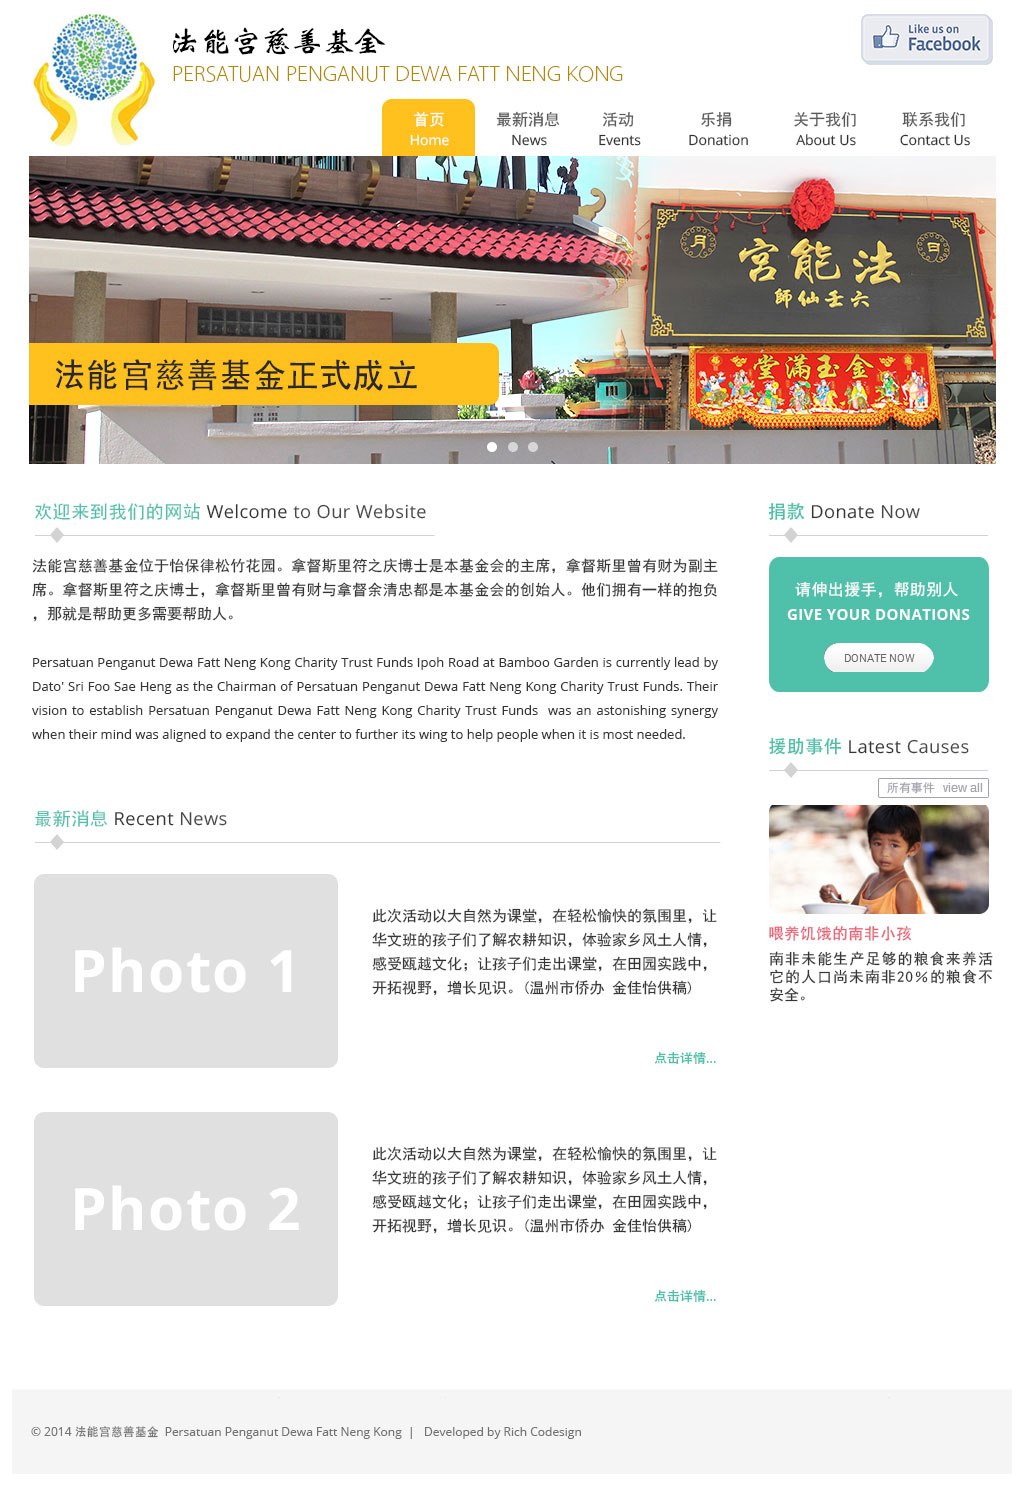 法能宫慈善基金
PERSATUAN PENGANUT DEWA FATT NENG KONG
Like us on
Facebook
首页 最新消息 活动 乐捐 关于我们 联系我们
Home News Events Donation About Us Contact Us
安
月 日
宮能法
師仙壬六
堂滿玉金
法能宫慈善基金正式成立
欢迎来到我们的网站 Welcome to Our Website
法能宫慈善基金位于怡保律松竹花园。拿督斯里符之庆博士是本基金会的主席，拿督斯里曾有财为副主
席。拿督斯里符之庆博士，拿督斯里曾有财与拿督余清忠都是本基金会的创始人。他们拥有一样的抱负
，那就是帮助更多需要帮助人。
Persatuan Penganut Dewa Fatt Neng Kong Charity Trust Funds Ipoh Road at Bamboo Garden is currently lead by
Dato' Sri Foo Sae Heng as the Chairman of Persatuan Penganut Dewa Fatt Neng Kong Charity Trust Funds. Their
vision to establish Persatuan Penganut Dewa Fatt Neng Kong Charity Trust Funds was an astonishing synergy
when their mind was aligned to expand the center to further its wing to help people when it is most needed.
捐款 Donate Now
请伸出援手，帮助别人
GIVE YOUR DONATIONS
DONATE NOW
援助事件 Latest Causes
所有事件 view all
喂养饥饿的南非小孩
南非未能生产足够的粮食来养活
它的人口尚未南非20%的粮食不
安全。
最新消息 Recent News
Photo 1
此次活动以大自然为课堂，在轻松愉快的氛围里，让
华文班的孩子们了解农耕知识，体验家乡风土人情，
感受瓯越文化；让孩子们走出课堂，在田园实践中，
开拓视野，增长见识。（温州市侨办 金佳怡供稿）
点击详情...
Photo 2
此次活动以大自然为课堂，在轻松愉快的氛围里，让
华文班的孩子们了解农耕知识，体验家乡风土人情，
感受瓯越文化；让孩子们走出课堂，在田园实践中，
开拓视野，增长见识。（温州市侨办 金佳怡供稿）
点击详情...
© 2014 法能宫慈善基金 Persatuan Penganut Dewa Fatt Neng Kong | Developed by Rich Codesign